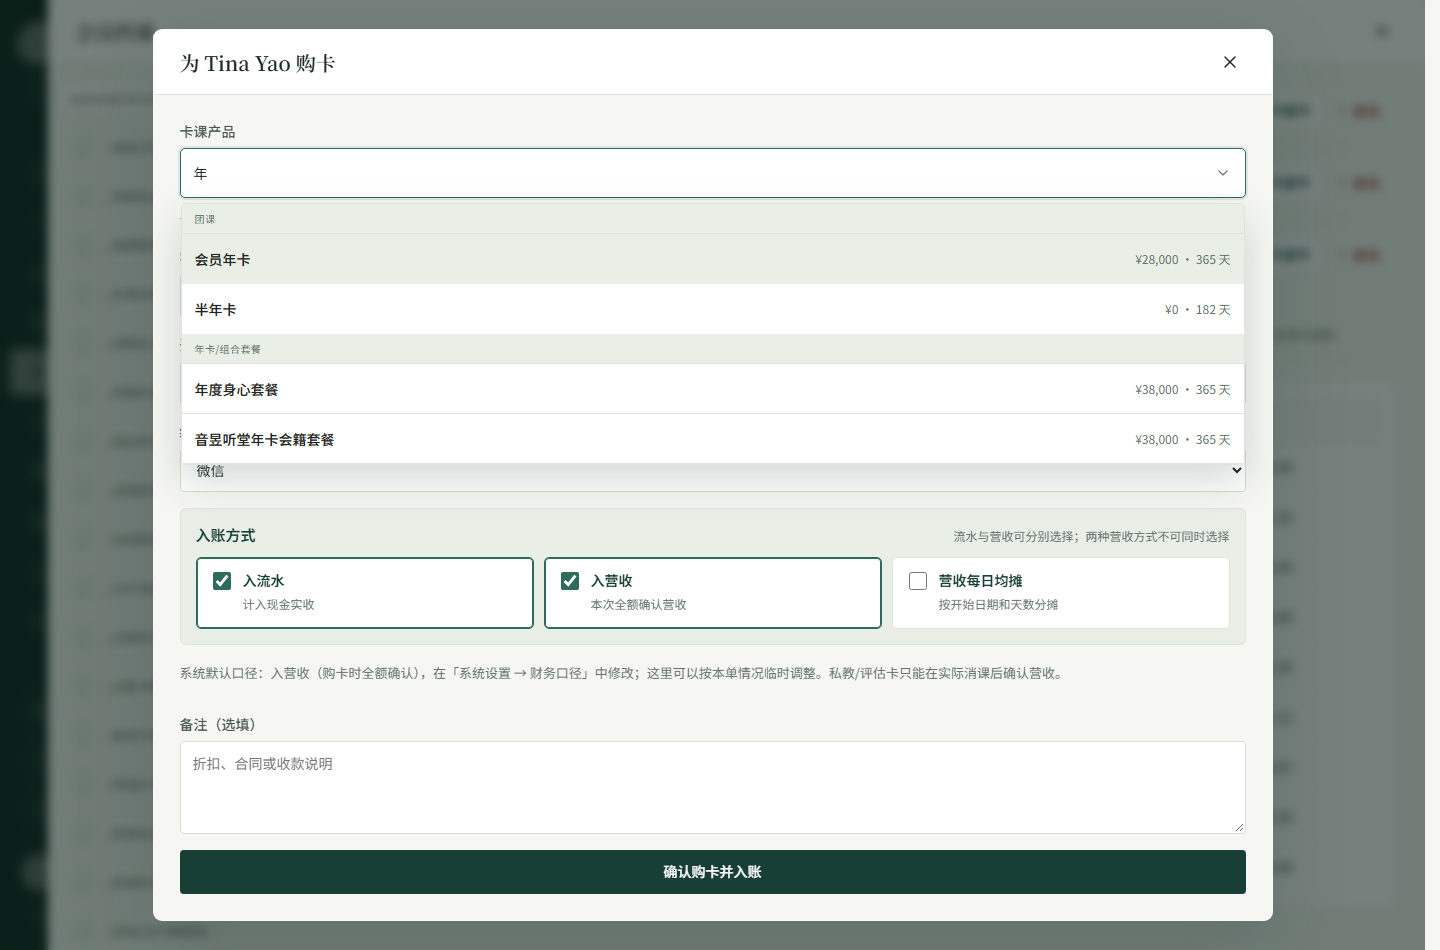 为 Tina Yao 购卡
卡课产品
年
团课
会员年卡
¥28,000 · 365 天
半年卡
¥0 · 182 天
年卡/组合套餐
年度身心套餐
¥38,000 · 365 天
音昱听堂年卡会籍套餐
¥38,000 · 365 天
微信
入账方式
流水与营收可分别选择；两种营收方式不可同时选择
入流水
计入现金实收
入营收
本次全额确认营收
营收每日均摊
按开始日期和天数分摊
系统默认口径：入营收（购卡时全额确认），在「系统设置 → 财务口径」中修改；这里可以按本单情况临时调整。私教/评估卡只能在实际消课后确认营收。
备注（选填）
折扣、合同或收款说明
确认购卡并入账